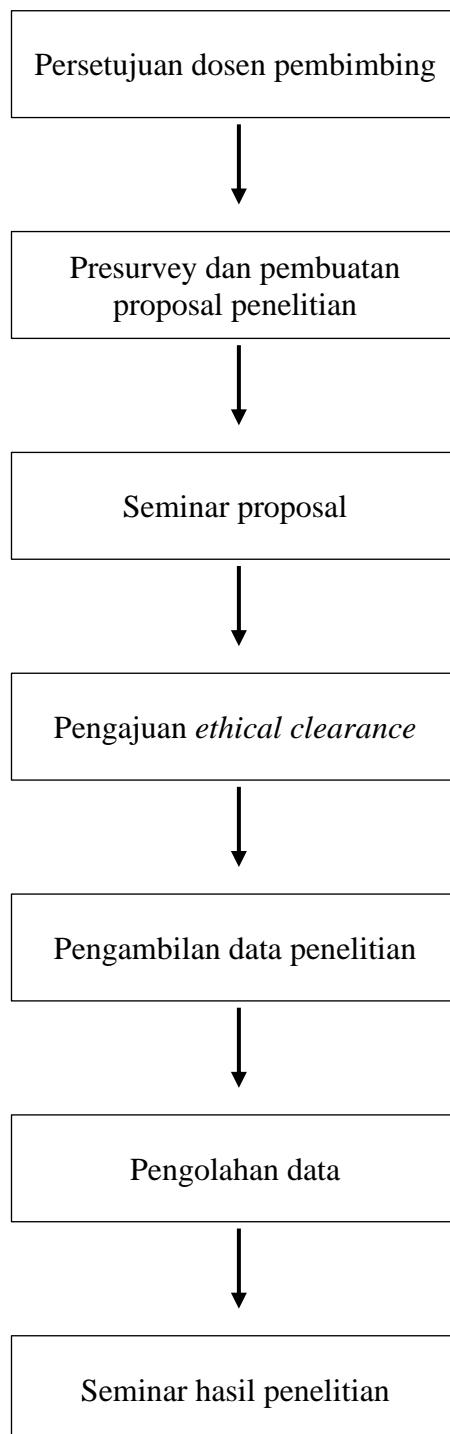 Persetujuan dosen pembimbing
Presurvey dan pembuatan
proposal penelitian
Seminar proposal
Pengajuan ethical clearance
Pengambilan data penelitian
Pengolahan data
Seminar hasil penelitian